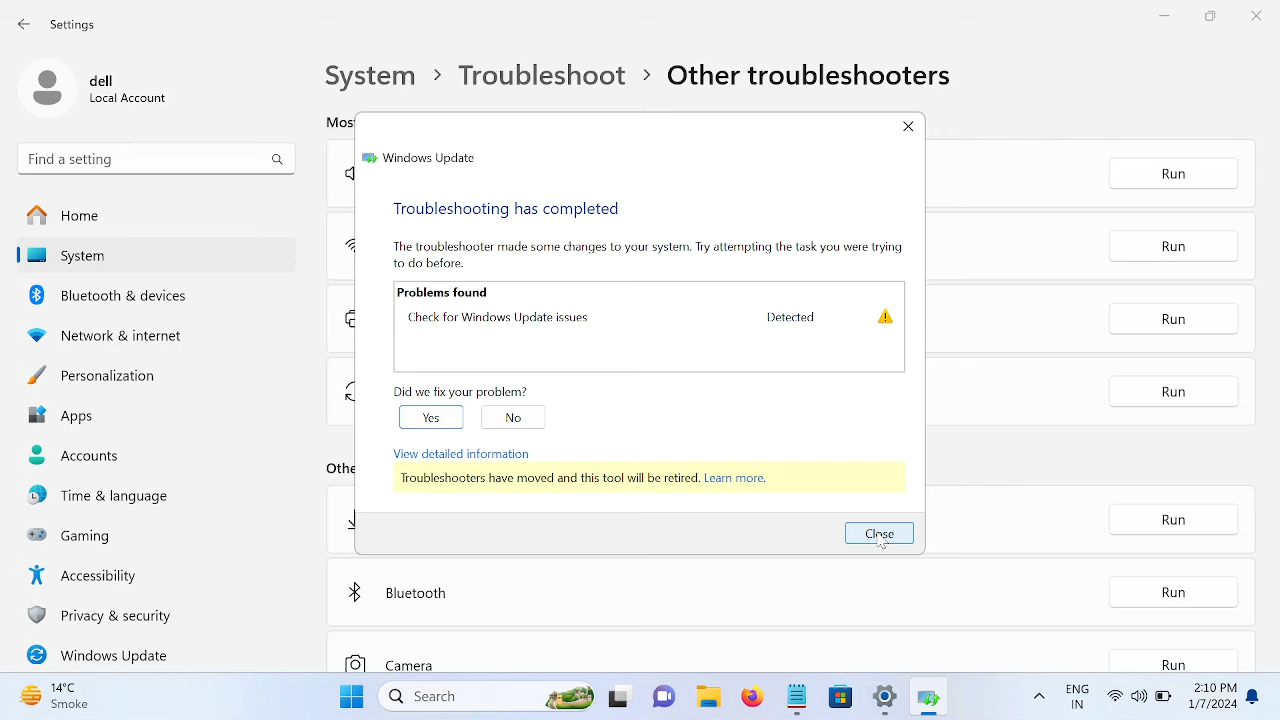 Settings
dell
Local Account
Find a setting
Home
System
Bluetooth & devices
Network & internet
Personalization
Apps
Accounts
Time & language
Gaming
Accessibility
Privacy & security
Windows Update
System > Troubleshoot > Other troubleshooters
Mos
Run
Run
Run
Run
Windows Update
Troubleshooting has completed
The troubleshooter made some changes to your system. Try attempting the task you were trying
to do before.
Problems found
Check for Windows Update issues Detected
Did we fix your problem?
Yes No
View detailed information
Troubleshooters have moved and this tool will be retired. Learn more.
Close
Othe
Run
Bluetooth Run
Camera Run
14°C
Smoke
Search
ENG
IN
2:10 PM
1/7/2024